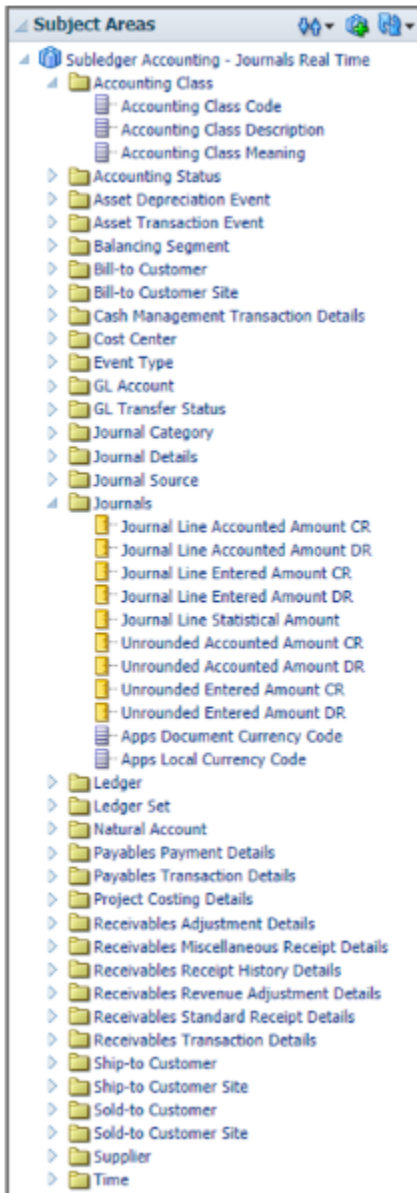 Subject Areas
Subledger Accounting - Journals Real Time
Accounting Class
Accounting Class Code
Accounting Class Description
Accounting Class Meaning
Accounting Status
Asset Depreciation Event
Asset Transaction Event
Balancing Segment
Bill-to Customer
Bill-to Customer Site
Cash Management Transaction Details
Cost Center
Event Type
GL Account
GL Transfer Status
Journal Category
Journal Details
Journal Source
Journals
Journal Line Accounted Amount CR
Journal Line Accounted Amount DR
Journal Line Entered Amount CR
Journal Line Entered Amount DR
Journal Line Statistical Amount
Unrounded Accounted Amount CR
Unrounded Accounted Amount DR
Unrounded Entered Amount CR
Unrounded Entered Amount DR
Apps Document Currency Code
Apps Local Currency Code
Ledger
Ledger Set
Natural Account
Payables Payment Details
Payables Transaction Details
Project Costing Details
Receivables Adjustment Details
Receivables Miscellaneous Receipt Details
Receivables Receipt History Details
Receivables Revenue Adjustment Details
Receivables Standard Receipt Details
Receivables Transaction Details
Ship-to Customer
Ship-to Customer Site
Sold-to Customer
Sold-to Customer Site
Supplier
Time